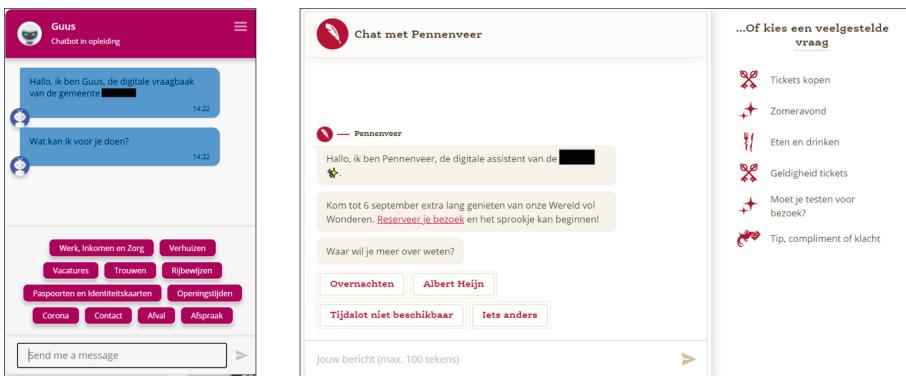 Guus
Chatbot in opleiding
Hallo, ik ben Guus, de digitale vraagbaak
van de gemeente
14:22
Wat kan ik voor je doen?
14:22
Werk, Inkomen en Zorg Verhuizen
Vacatures Trouwen Rijbewijzen
Paspoorten en Identiteitskaarten Openingstijden
Corona Contact Afval Afspraak
Send me a message
Chat met Pennenveer
Pennenveer
Hallo, ik ben Pennenveer, de digitale assistent van de
.
Kom tot 6 september extra lang genieten van onze Wereld vol
Wonderen. Reserveer je bezoek en het sprookje kan beginnen!
Waar wil je meer over weten?
Overnachten Albert Heijn
Tijdslot niet beschikbaar Iets anders
Jouw bericht (max. 100 tekens)
...Of kies een veelgestelde
vraag
Tickets kopen
Zomeravond
Eten en drinken
Geldigheid tickets
Moet je testen voor
bezoek?
Tip, compliment of klacht